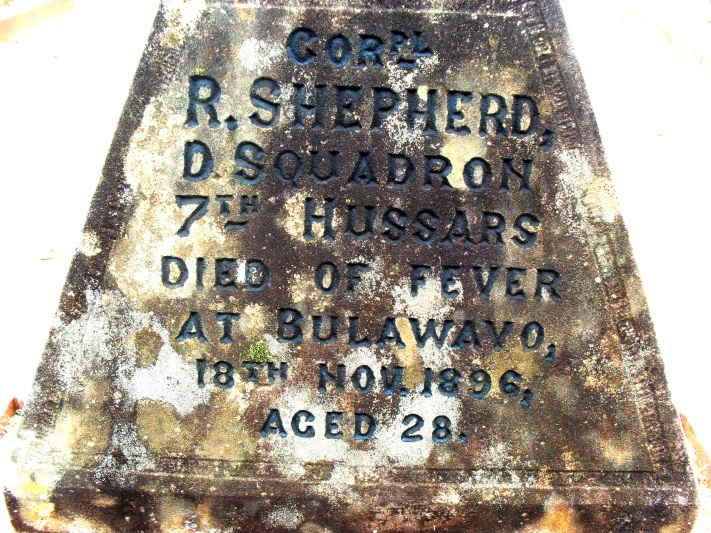 CORPL
R. SHEPHERD,
D. SQUADRON
7TH HUSSARS
DIED OF FEVER
AT BULAWAYO,
18TH NOV. 1896,
AGED 28.